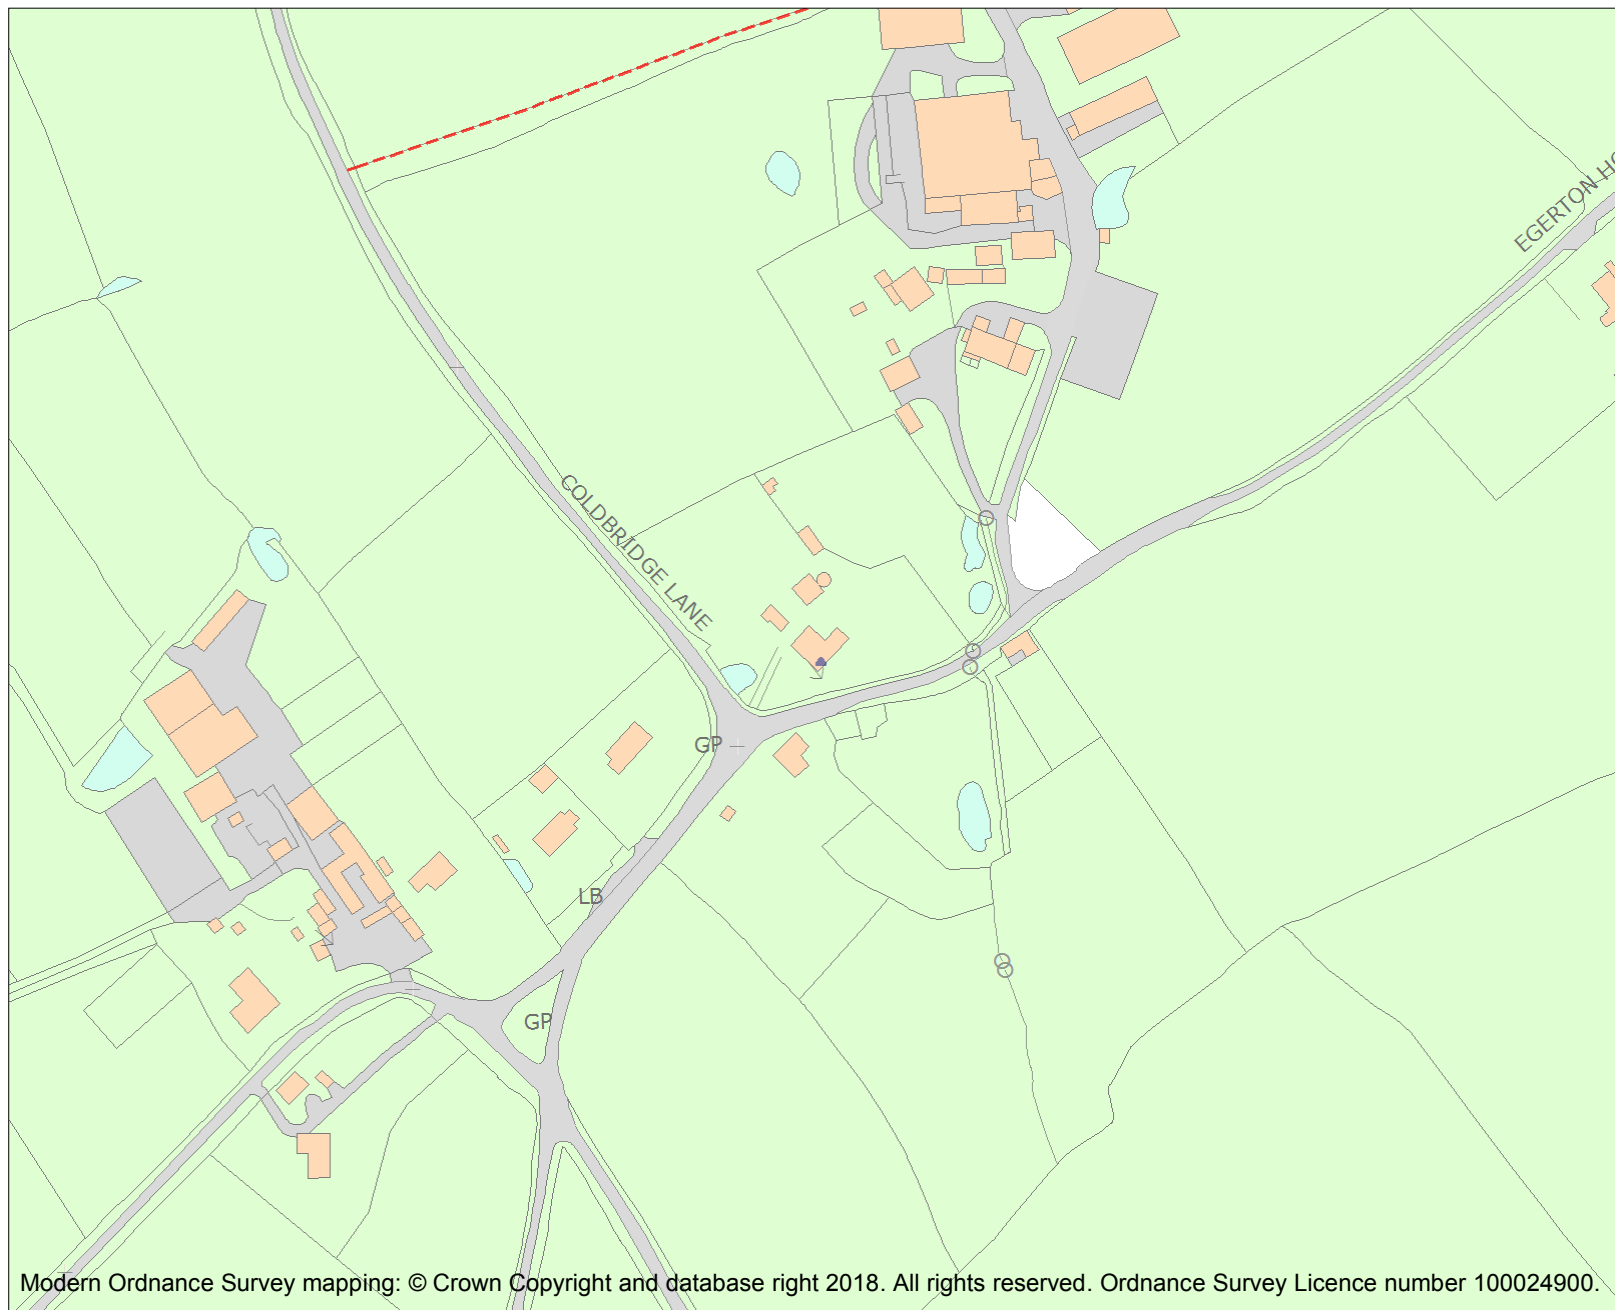 EGERTON
COLDBRIDGE LANE
GP
LB
GP
Modern Ordnance Survey mapping: © Crown Copyright and database right 2018. All rights reserved. Ordnance Survey Licence number 100024900.